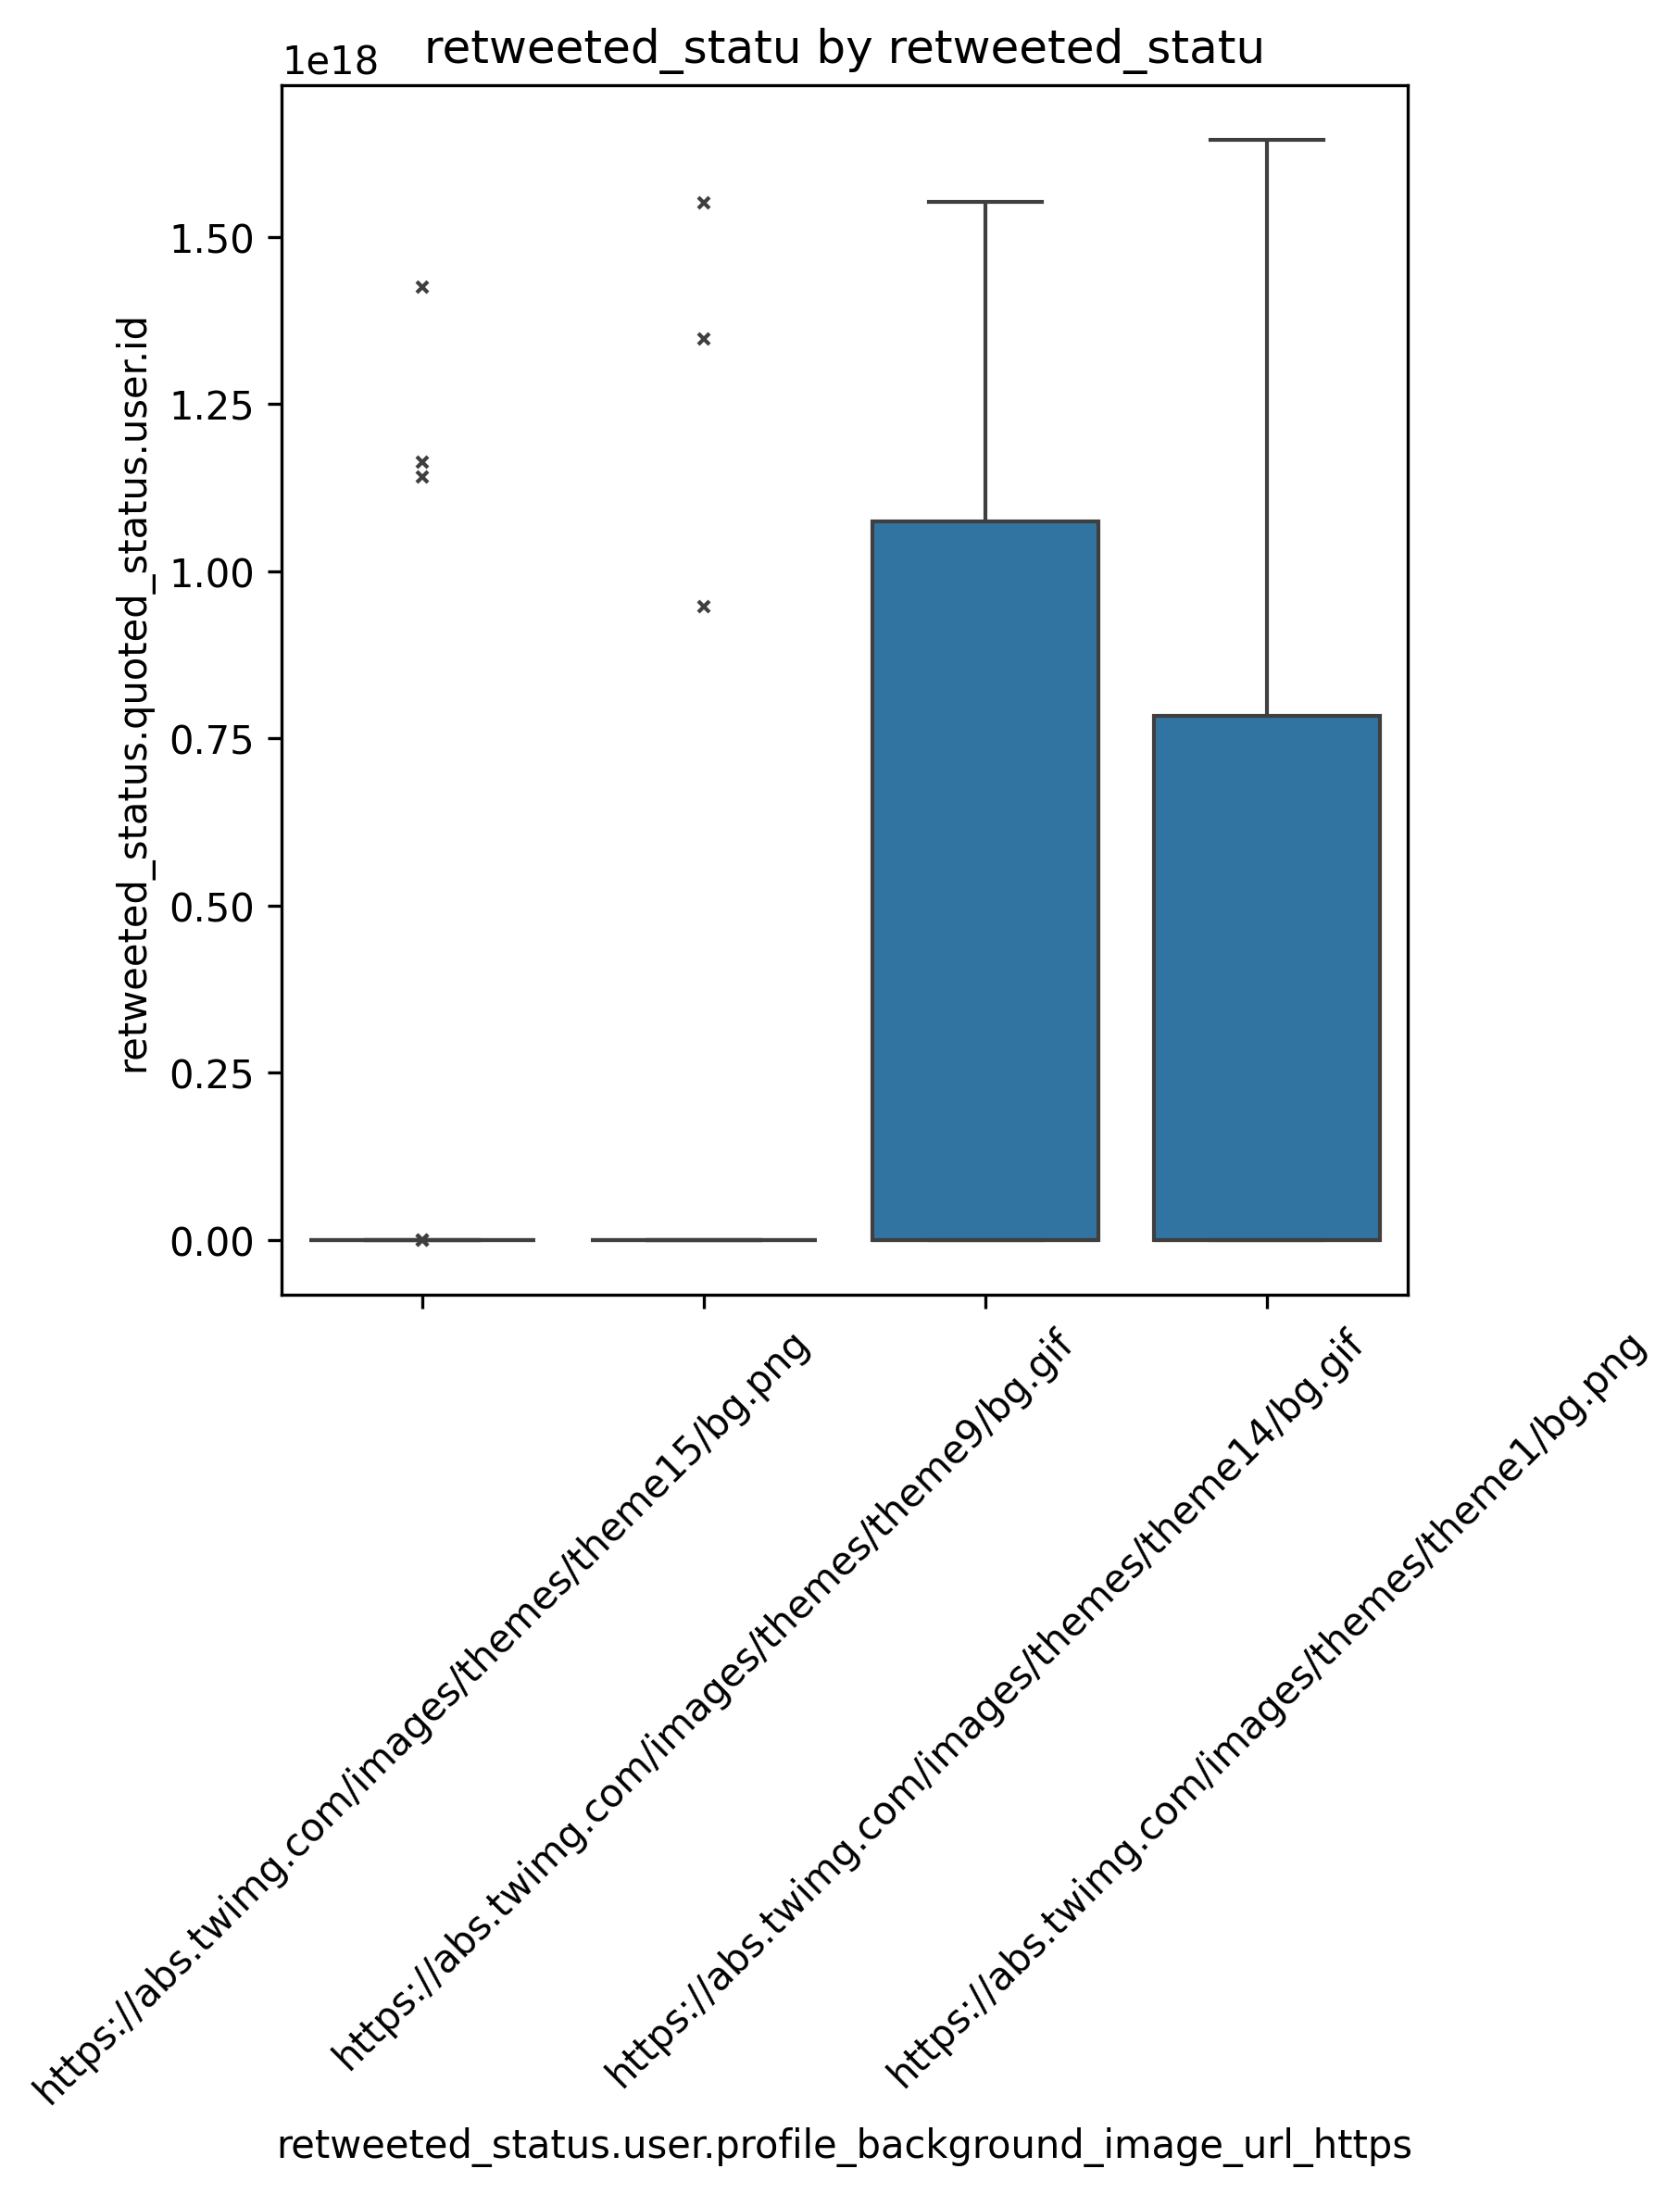 retweeted_statu by retweeted_statu
1e18
1.50
1.25
1.00
0.75
0.50
0.25
0.00
retweeted_status.quoted_status.user.id
https://abs.twimg.com/images/themes/theme15/bg.png
https://abs.twimg.com/images/themes/theme9/bg.gif
https://abs.twimg.com/images/themes/theme14/bg.gif
https://abs.twimg.com/images/themes/theme1/bg.png
retweeted_status.user.profile_background_image_url_https